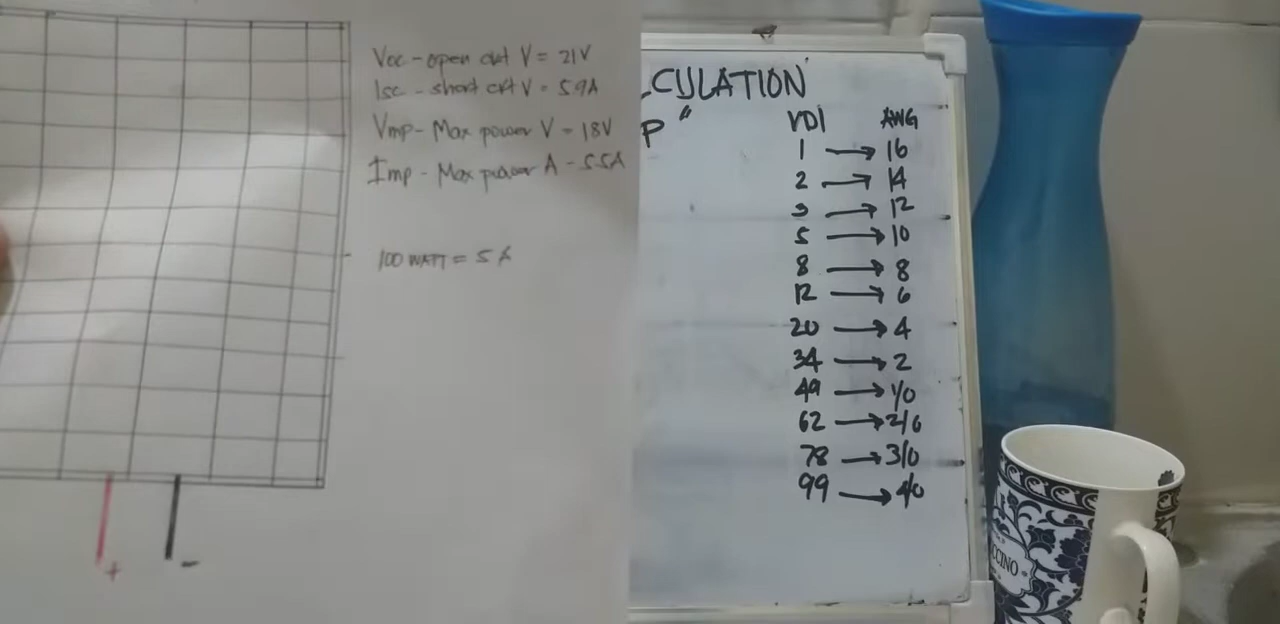 Voc - open ckt V = 21V
Isc - short ckt V - 5.9A
Vmp - Max power V - 18V
Imp - Max power A - 5.5A
100 WATT = 5A
+ -
LCULATION
P"
VDI AWG
1 → 16
2 → 14
3 → 12
5 → 10
8 → 8
12 → 6
20 → 4
34 → 2
49 → 1/0
62 → 2/0
78 → 3/0
99 → 4/0
CCINO